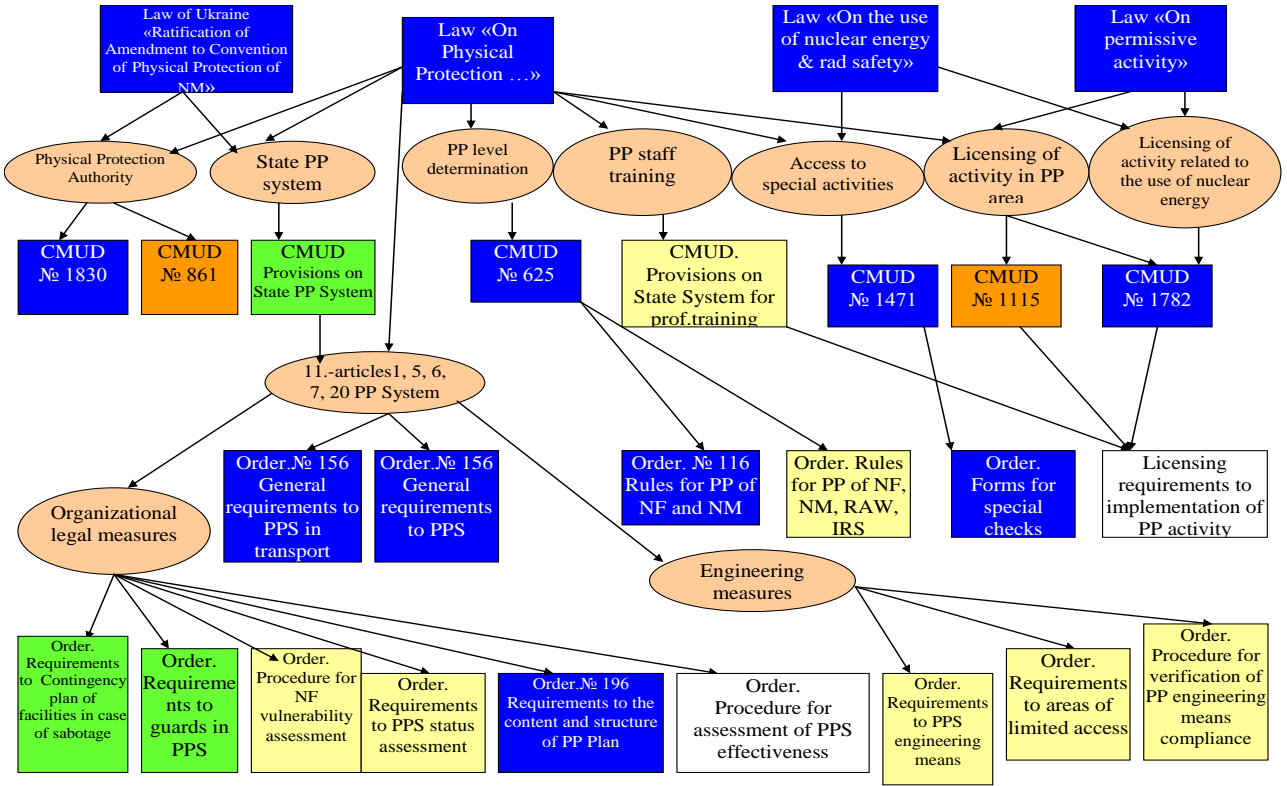 Law of Ukraine
«Ratification of
Amendment to Convention
of Physical Protection of
NM»
Law «On
Physical
Protection …»
Law «On the use
of nuclear energy
& rad safety»
Law «On
permissive
activity»
Physical Protection
Authority
State PP
system
PP level
determination
PP staff
training
Access to
special activities
Licensing of
activity in PP
area
Licensing of
activity related to
the use of nuclear
energy
CMUD
№ 1830
CMUD
№ 861
CMUD
Provisions on
State PP System
CMUD
№ 625
CMUD.
Provisions on
State System for
prof.training
CMUD
№ 1471
CMUD
№ 1115
CMUD
№ 1782
11.-articles1, 5, 6,
7, 20 PP System
Order.№ 156
General
requirements to
PPS in
transport
Order.№ 156
General
requirements
to PPS
Order. № 116
Rules for PP of
NF and NM
Order. Rules
for PP of NF,
NM, RAW,
IRS
Order.
Forms for
special
checks
Licensing
requirements to
implementation of
PP activity
Organizational
legal measures
Engineering
measures
Order.
Requirements
to Contingency
plan of
facilities in case
of sabotage
Order.
Requireme
nts to
guards in
PPS
Order.
Procedure for
NF
vulnerability
assessment
Order.
Requirements
to PPS status
assessment
Order.№ 196
Requirements to the
content and structure
of PP Plan
Order.
Procedure for
assessment of PPS
effectiveness
Order.
Requirements
to PPS
engineering
means
Order.
Requirements
to areas of
limited access
Order.
Procedure for
verification of
PP engineering
means
compliance